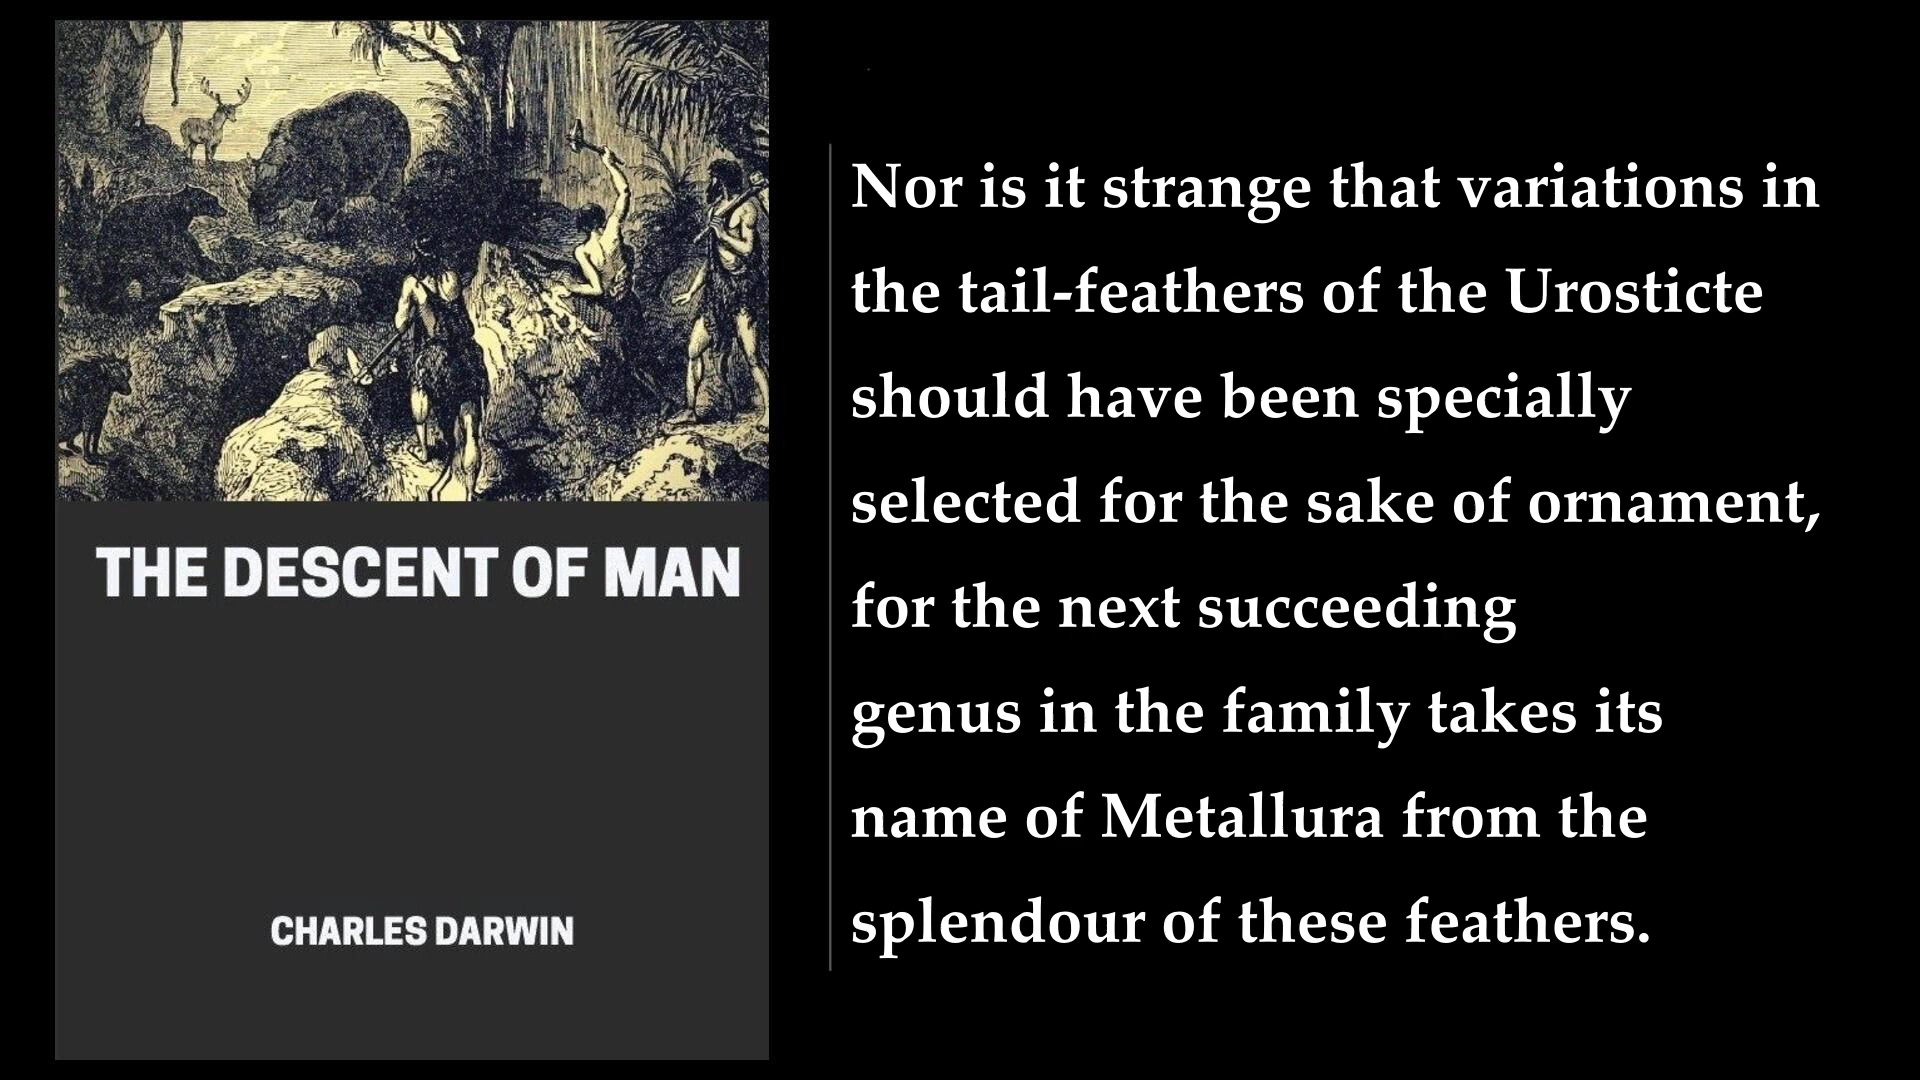 THE DESCENT OF MAN
CHARLES DARWIN
Nor is it strange that variations in
the tail-feathers of the Urosticte
should have been specially
selected for the sake of ornament,
for the next succeeding
genus in the family takes its
name of Metallura from the
splendour of these feathers.